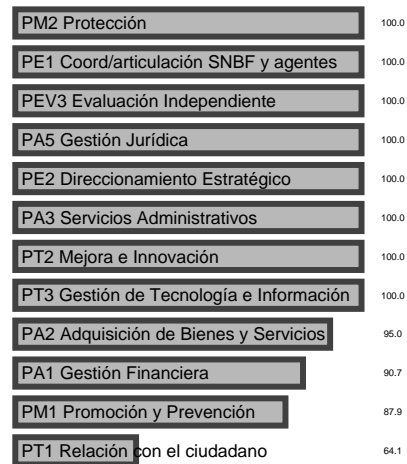 PM2 Protección 100.0
PE1 Coord/articulación SNBF y agentes 100.0
PEV3 Evaluación Independiente 100.0
PA5 Gestión Jurídica 100.0
PE2 Direccionamiento Estratégico 100.0
PA3 Servicios Administrativos 100.0
PT2 Mejora e Innovación 100.0
PT3 Gestión de Tecnología e Información 100.0
PA2 Adquisición de Bienes y Servicios 95.0
PA1 Gestión Financiera 90.7
PM1 Promoción y Prevención 87.9
PT1 Relación con el ciudadano 64.1